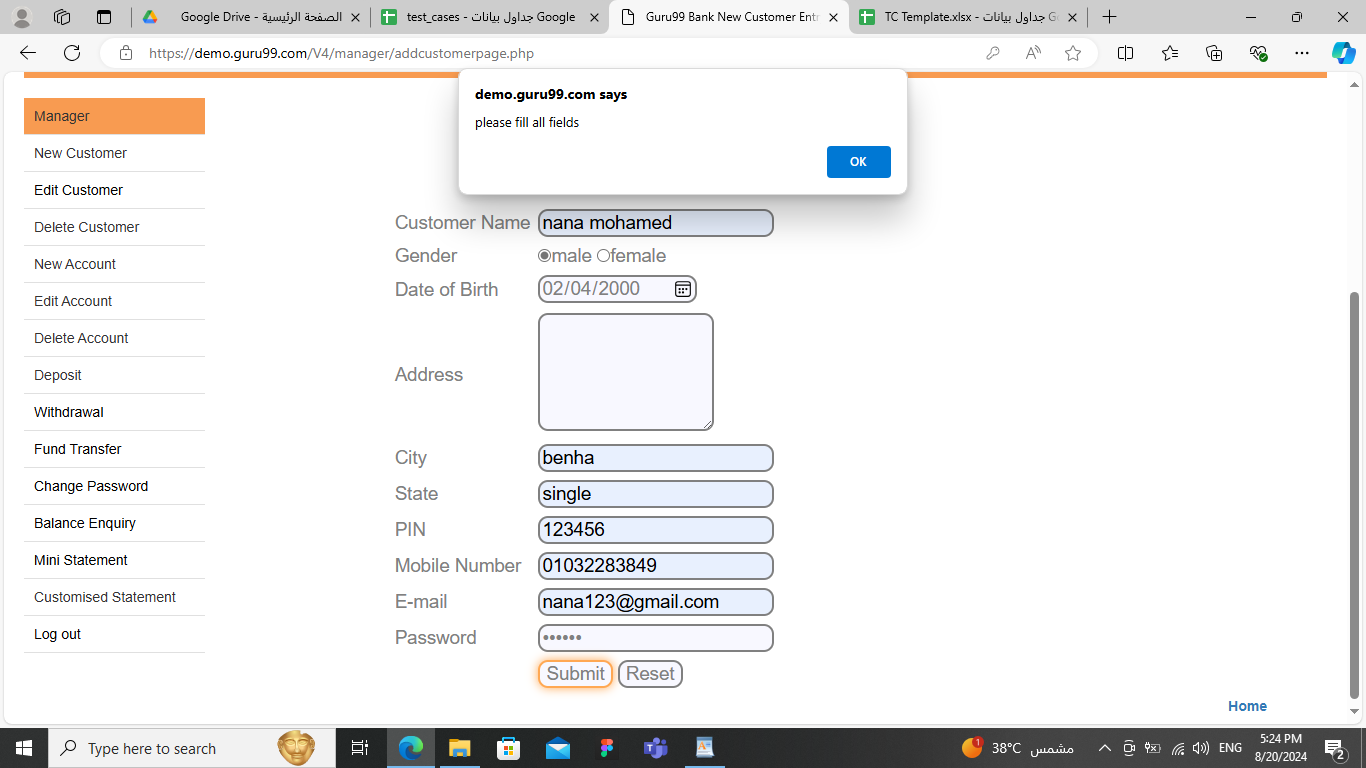 الصفحة الرئيسية - Google Drive
test_cases - جداول بيانات Google
Guru99 Bank New Customer Entr
TC Template.xlsx - جداول بيانات G
https://demo.guru99.com/V4/manager/addcustomerpage.php
demo.guru99.com says
please fill all fields
OK
Manager
New Customer
Edit Customer
Delete Customer
New Account
Edit Account
Delete Account
Deposit
Withdrawal
Fund Transfer
Change Password
Balance Enquiry
Mini Statement
Customised Statement
Log out
Customer Name nana mohamed
Gender male female
Date of Birth 02/04/2000
Address
City benha
State single
PIN 123456
Mobile Number 01032283849
E-mail nana123@gmail.com
Password ••••••
Submit Reset
Home
Type here to search
1
38°C مشمس
ENG
5:24 PM
8/20/2024
2